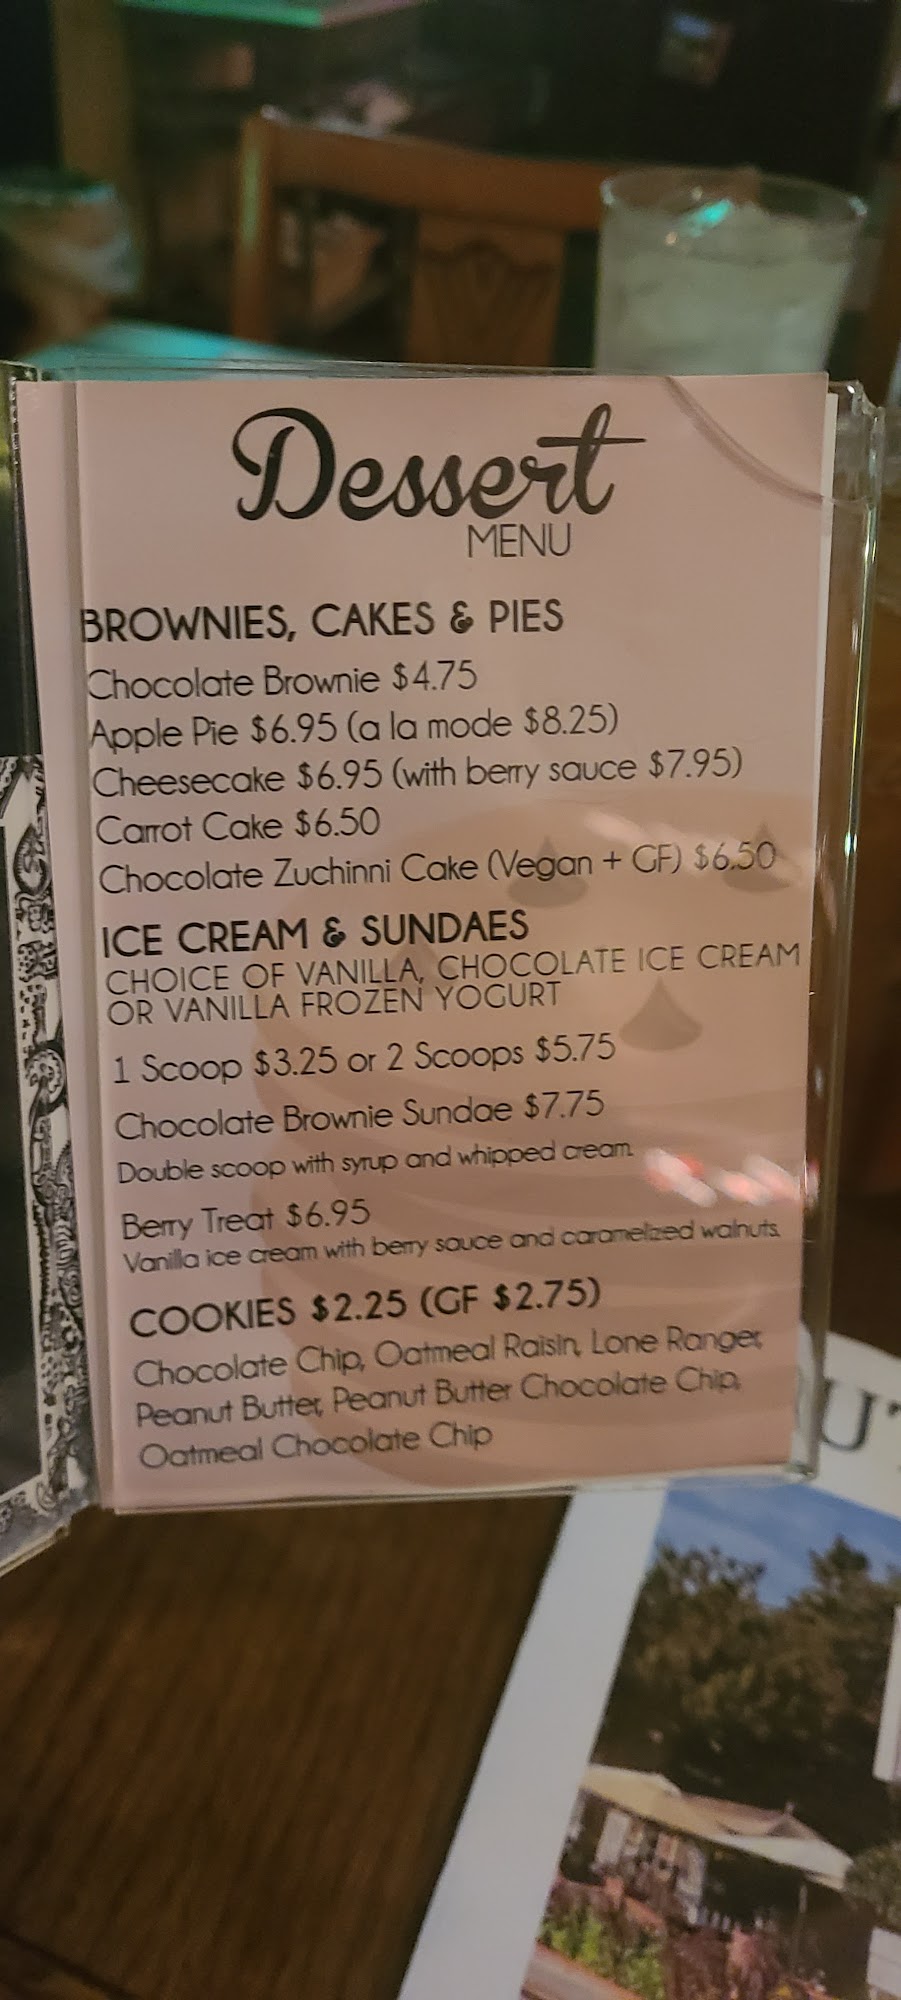 Dessert
MENU
BROWNIES, CAKES & PIES
Chocolate Brownie $4.75
Apple Pie $6.95 (a la mode $8.25)
Cheesecake $6.95 (with berry sauce $7.95)
Carrot Cake $6.50
Chocolate Zuchinni Cake (Vegan + GF) $6.50
ICE CREAM & SUNDAES
CHOICE OF VANILLA, CHOCOLATE ICE CREAM
OR VANILLA FROZEN YOGURT
1 Scoop $3.25 or 2 Scoops $5.75
Chocolate Brownie Sundae $7.75
Double scoop with syrup and whipped cream.
Berry Treat $6.95
Vanilla ice cream with berry sauce and caramelized walnuts.
COOKIES $2.25 (GF $2.75)
Chocolate Chip, Oatmeal Raisin, Lone Ranger,
Peanut Butter, Peanut Butter Chocolate Chip,
Oatmeal Chocolate Chip